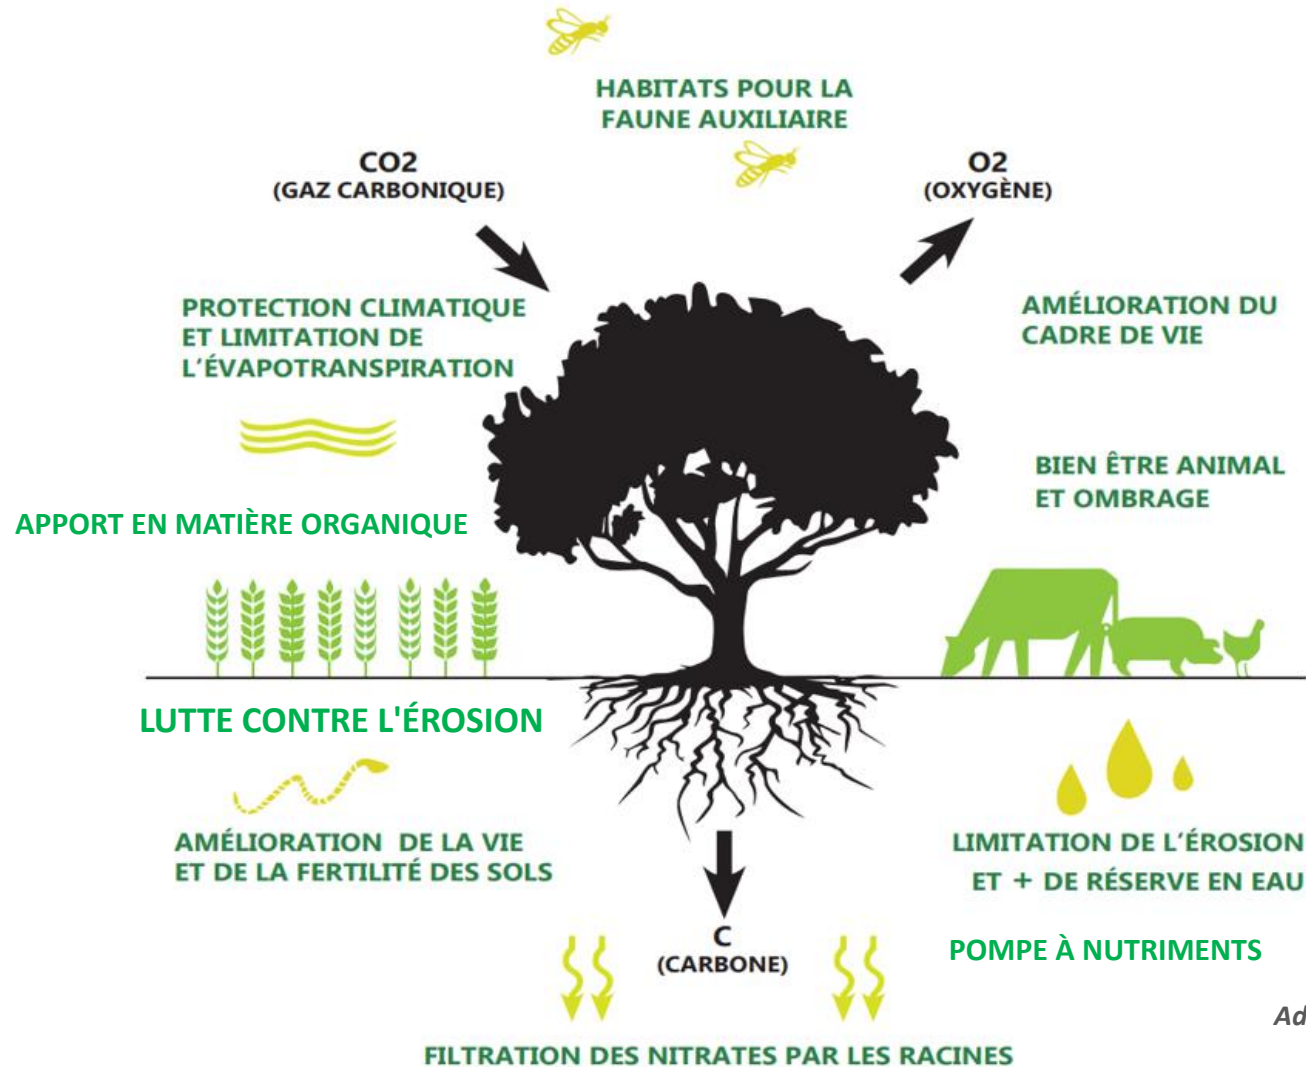 HABITATS POUR LA
FAUNE AUXILIAIRE
CO2
(GAZ CARBONIQUE)
O2
(OXYGÈNE)
PROTECTION CLIMATIQUE
ET LIMITATION DE
L'ÉVAPOTRANSPIRATION
AMÉLIORATION DU
CADRE DE VIE
BIEN ÊTRE ANIMAL
ET OMBRAGE
APPORT EN MATIÈRE ORGANIQUE
LUTTE CONTRE L'ÉROSION
AMÉLIORATION DE LA VIE
ET DE LA FERTILITÉ DES SOLS
LIMITATION DE L'ÉROSION
ET + DE RÉSERVE EN EAU
C
(CARBONE)
POMPE À NUTRIMENTS
FILTRATION DES NITRATES PAR LES RACINES